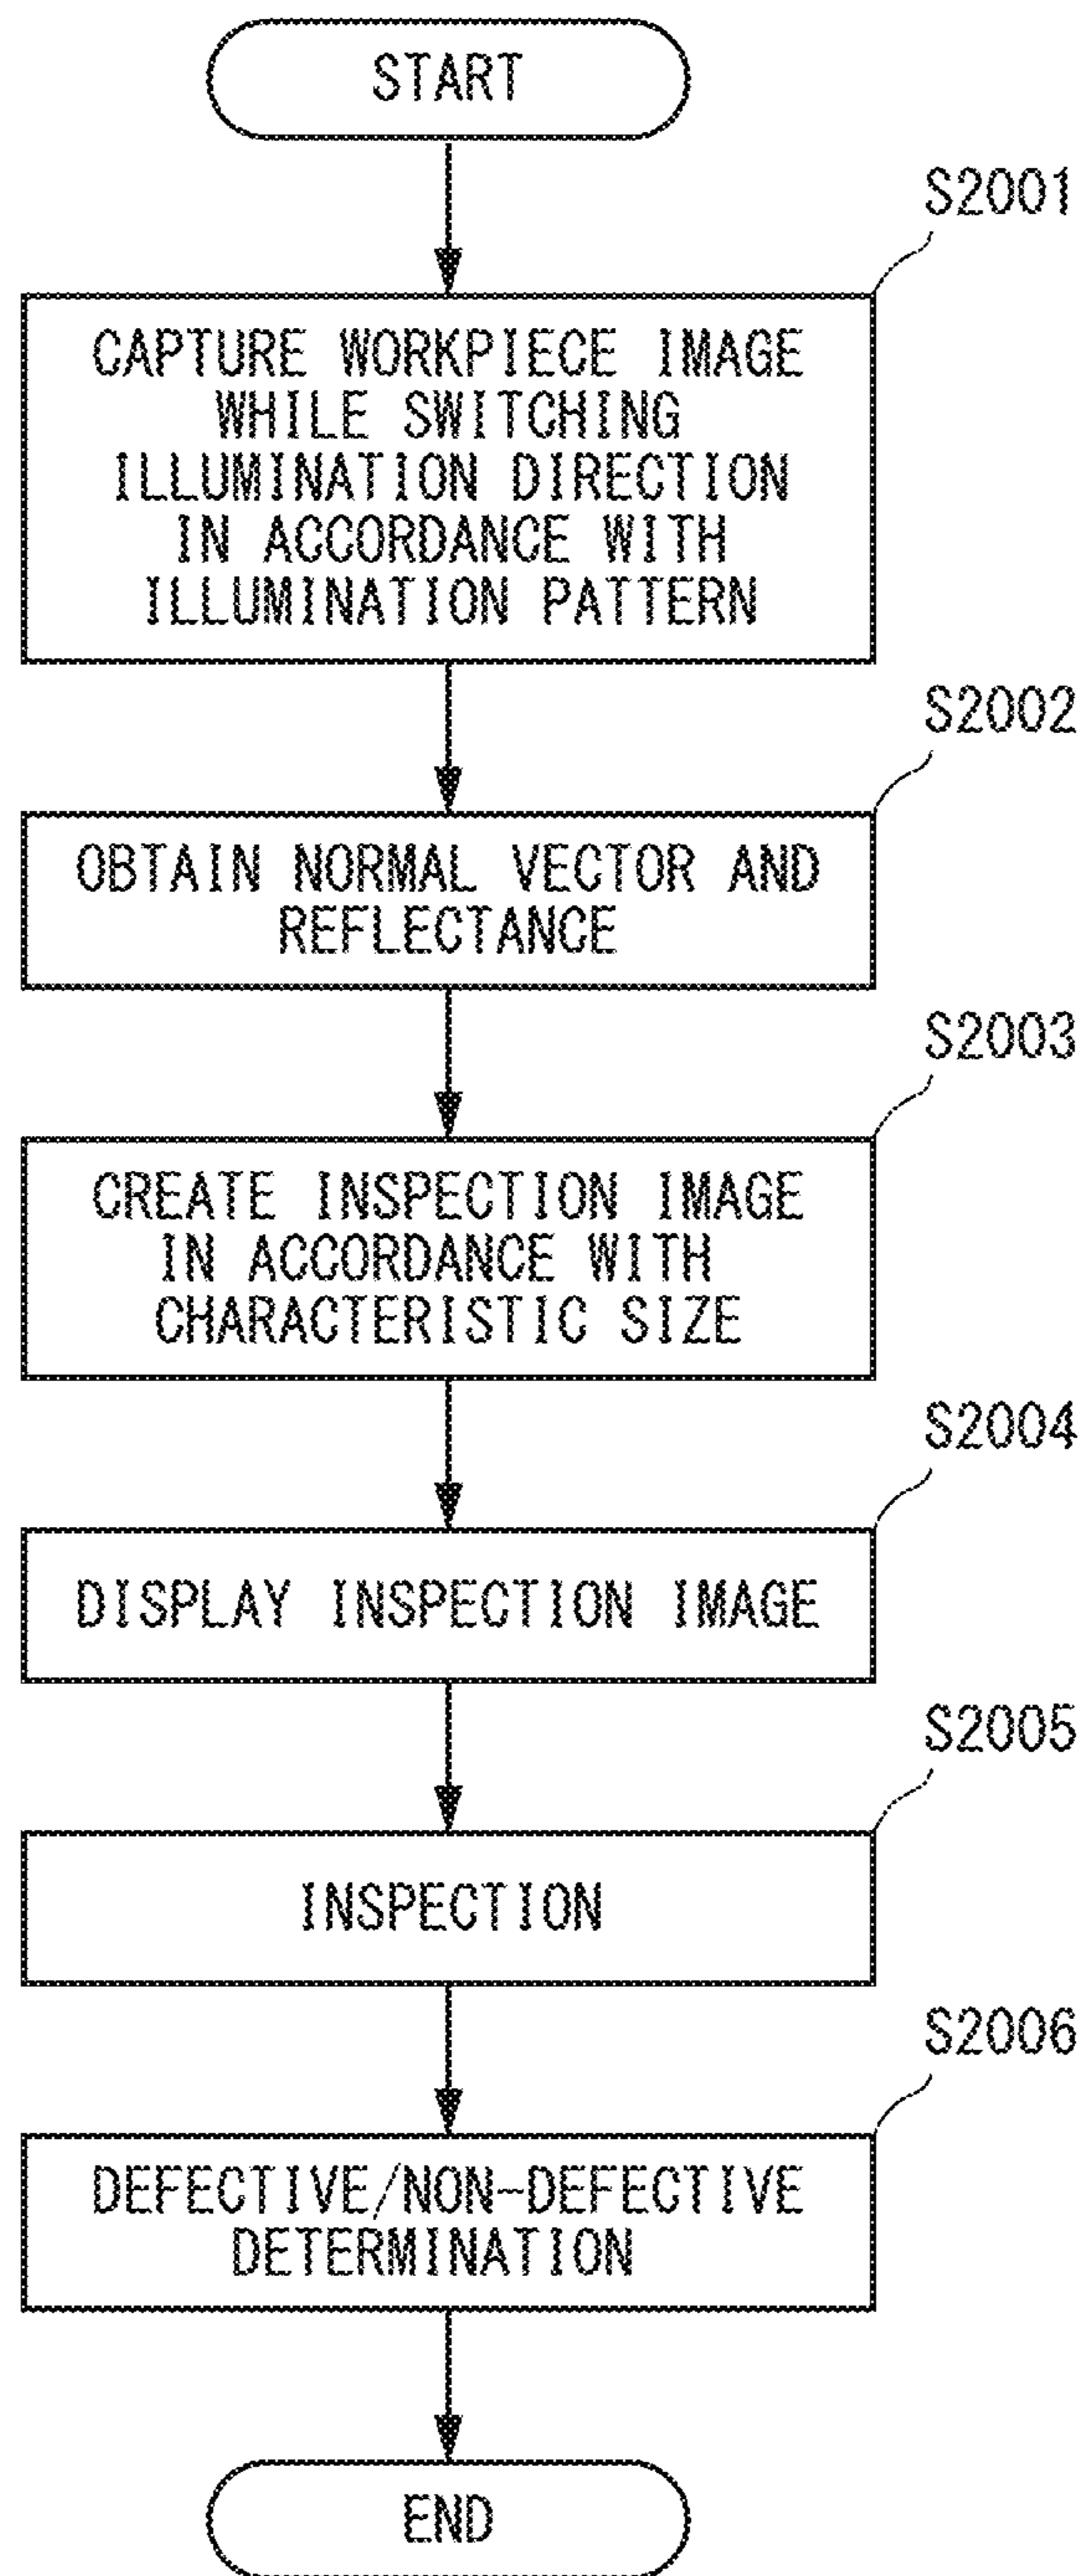 START
S2001
CAPTURE WORKPIECE IMAGE
WHILE SWITCHING
ILLUMINATION DIRECTION
IN ACCORDANCE WITH
ILLUMINATION PATTERN
S2002
OBTAIN NORMAL VECTOR AND
REFLECTANCE
S2003
CREATE INSPECTION IMAGE
IN ACCORDANCE WITH
CHARACTERISTIC SIZE
S2004
DISPLAY INSPECTION IMAGE
S2005
INSPECTION
S2006
DEFECTIVE/NON-DEFECTIVE
DETERMINATION
END